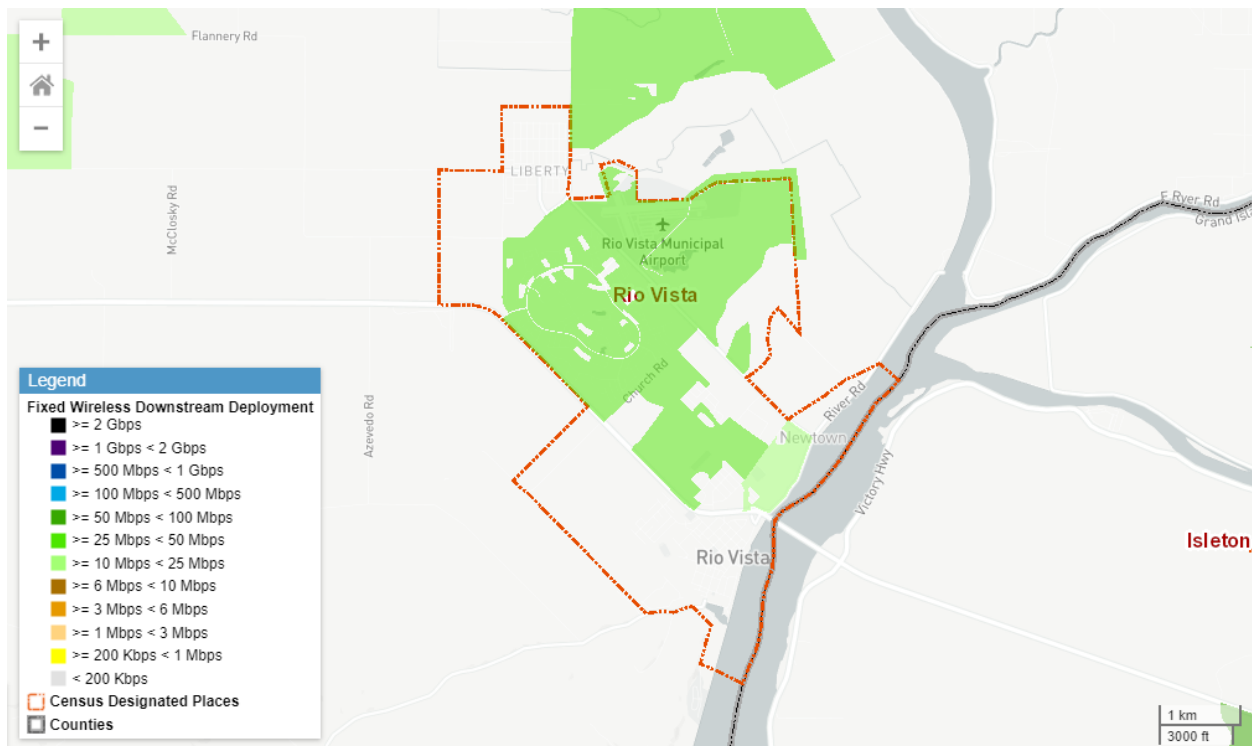 +
−
Flannery Rd
McClosky Rd
LIBERTY
E Ryer Rd
Rio Vista Municipal
Airport
Rio Vista
Church Rd
River Rd
Newtown
Azevedo Rd
Victory Hwy
Rio Vista
Legend
Fixed Wireless Downstream Deployment
>= 2 Gbps
>= 1 Gbps < 2 Gbps
>= 500 Mbps < 1 Gbps
>= 100 Mbps < 500 Mbps
>= 50 Mbps < 100 Mbps
>= 25 Mbps < 50 Mbps
>= 10 Mbps < 25 Mbps
>= 6 Mbps < 10 Mbps
>= 3 Mbps < 6 Mbps
>= 1 Mbps < 3 Mbps
>= 200 Kbps < 1 Mbps
< 200 Kbps
Census Designated Places
Counties
Isleton
Grand Isl
1 km
3000 ft